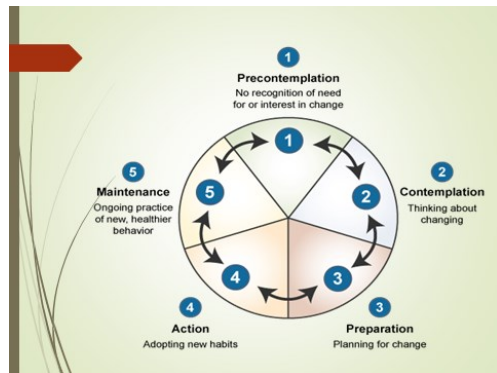 1
Precontemplation
No recognition of need
for or interest in change
1
2
3
4
5
2
Contemplation
Thinking about
changing
3
Preparation
Planning for change
4
Action
Adopting new habits
5
Maintenance
Ongoing practice
of new, healthier
behavior